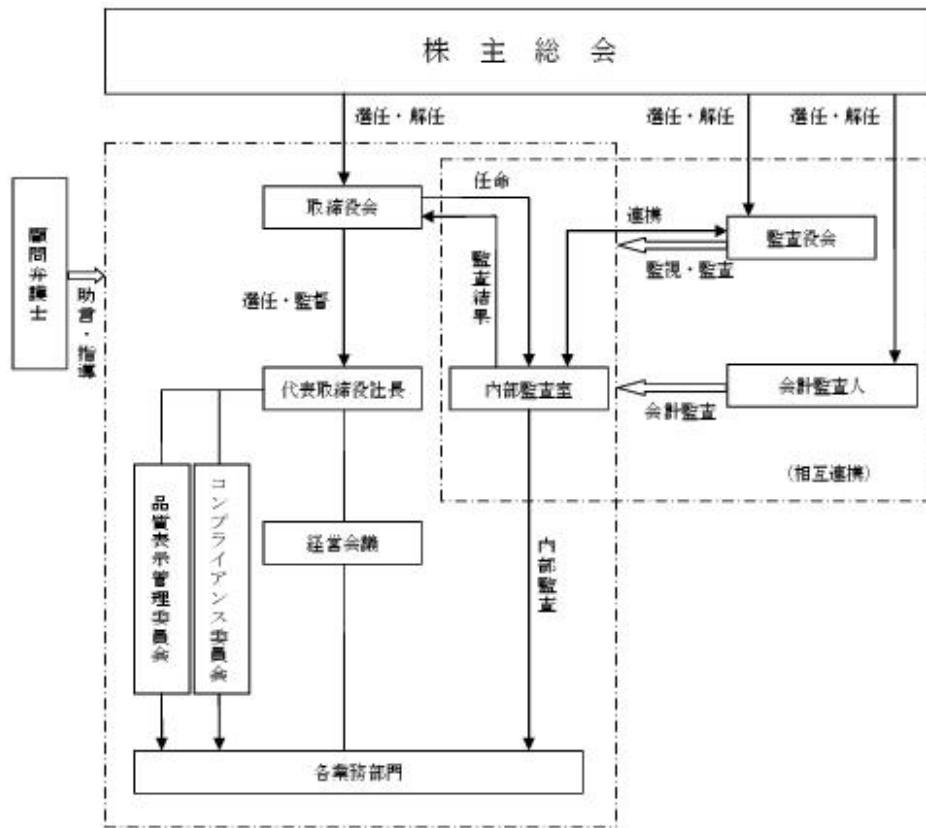 株主総会
選任・解任
選任・解任
選任・解任
顧問弁護士
助言・指導
取締役会
任命
連携
監査役会
監視・監査
監査結果
選任・監督
代表取締役社長
内部監査室
会計監査人
会計監査
(相互連携)
品質表示管理委員会
コンプライアンス委員会
経営会議
内部監査
各業務部門